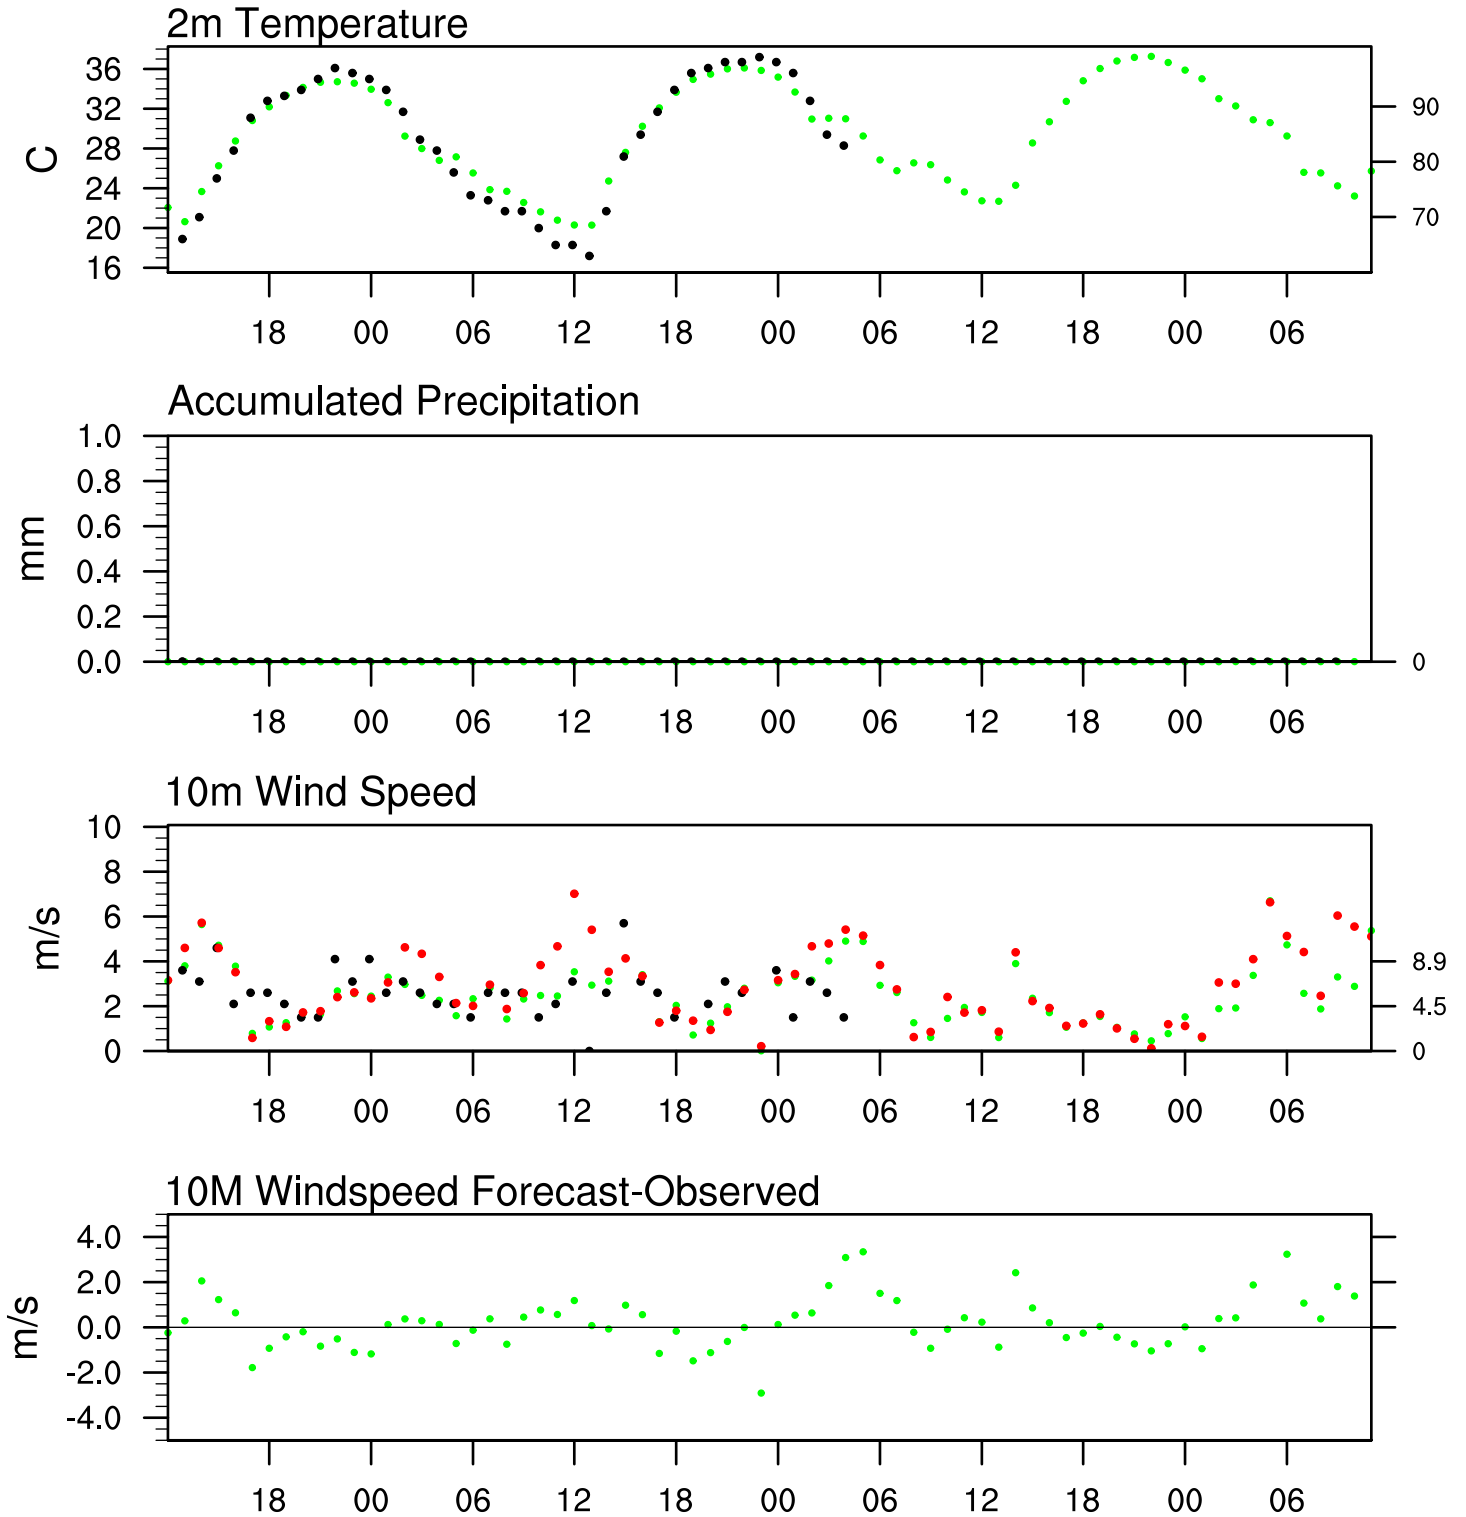 2m Temperature
36
32
28
24
20
16
C
90
80
70
18 00 06 12 18 00 06 12 18 00 06
Accumulated Precipitation
1.0
0.8
0.6
0.4
0.2
0.0
mm
0
18 00 06 12 18 00 06 12 18 00 06
10m Wind Speed
10
8
6
4
2
0
m/s
8.9
4.5
0
18 00 06 12 18 00 06 12 18 00 06
10M Windspeed Forecast-Observed
4.0
2.0
0.0
-2.0
-4.0
m/s
18 00 06 12 18 00 06 12 18 00 06